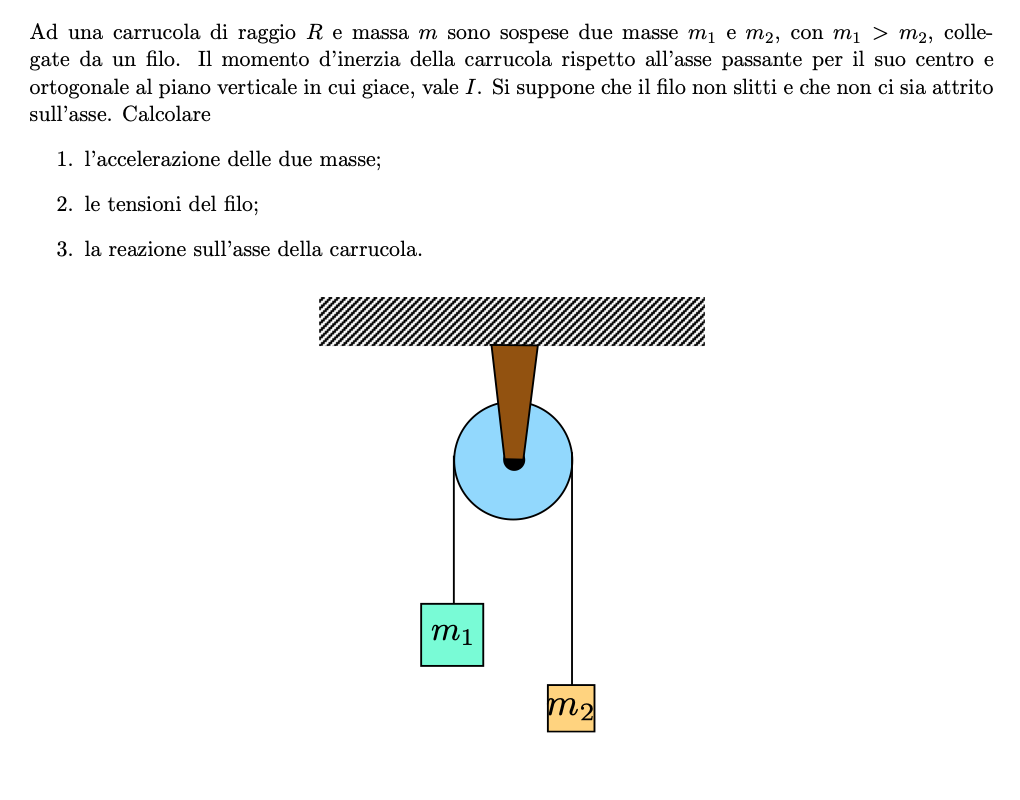 Ad una carrucola di raggio R e massa m sono sospese due masse m₁ e m₂, con m₁ > m₂, colle-
gate da un filo. Il momento d'inerzia della carrucola rispetto all'asse passante per il suo centro e
ortogonale al piano verticale in cui giace, vale I. Si suppone che il filo non slitti e che non ci sia attrito
sull'asse. Calcolare
1. l'accelerazione delle due masse;
2. le tensioni del filo;
3. la reazione sull'asse della carrucola.
m₁
m₂